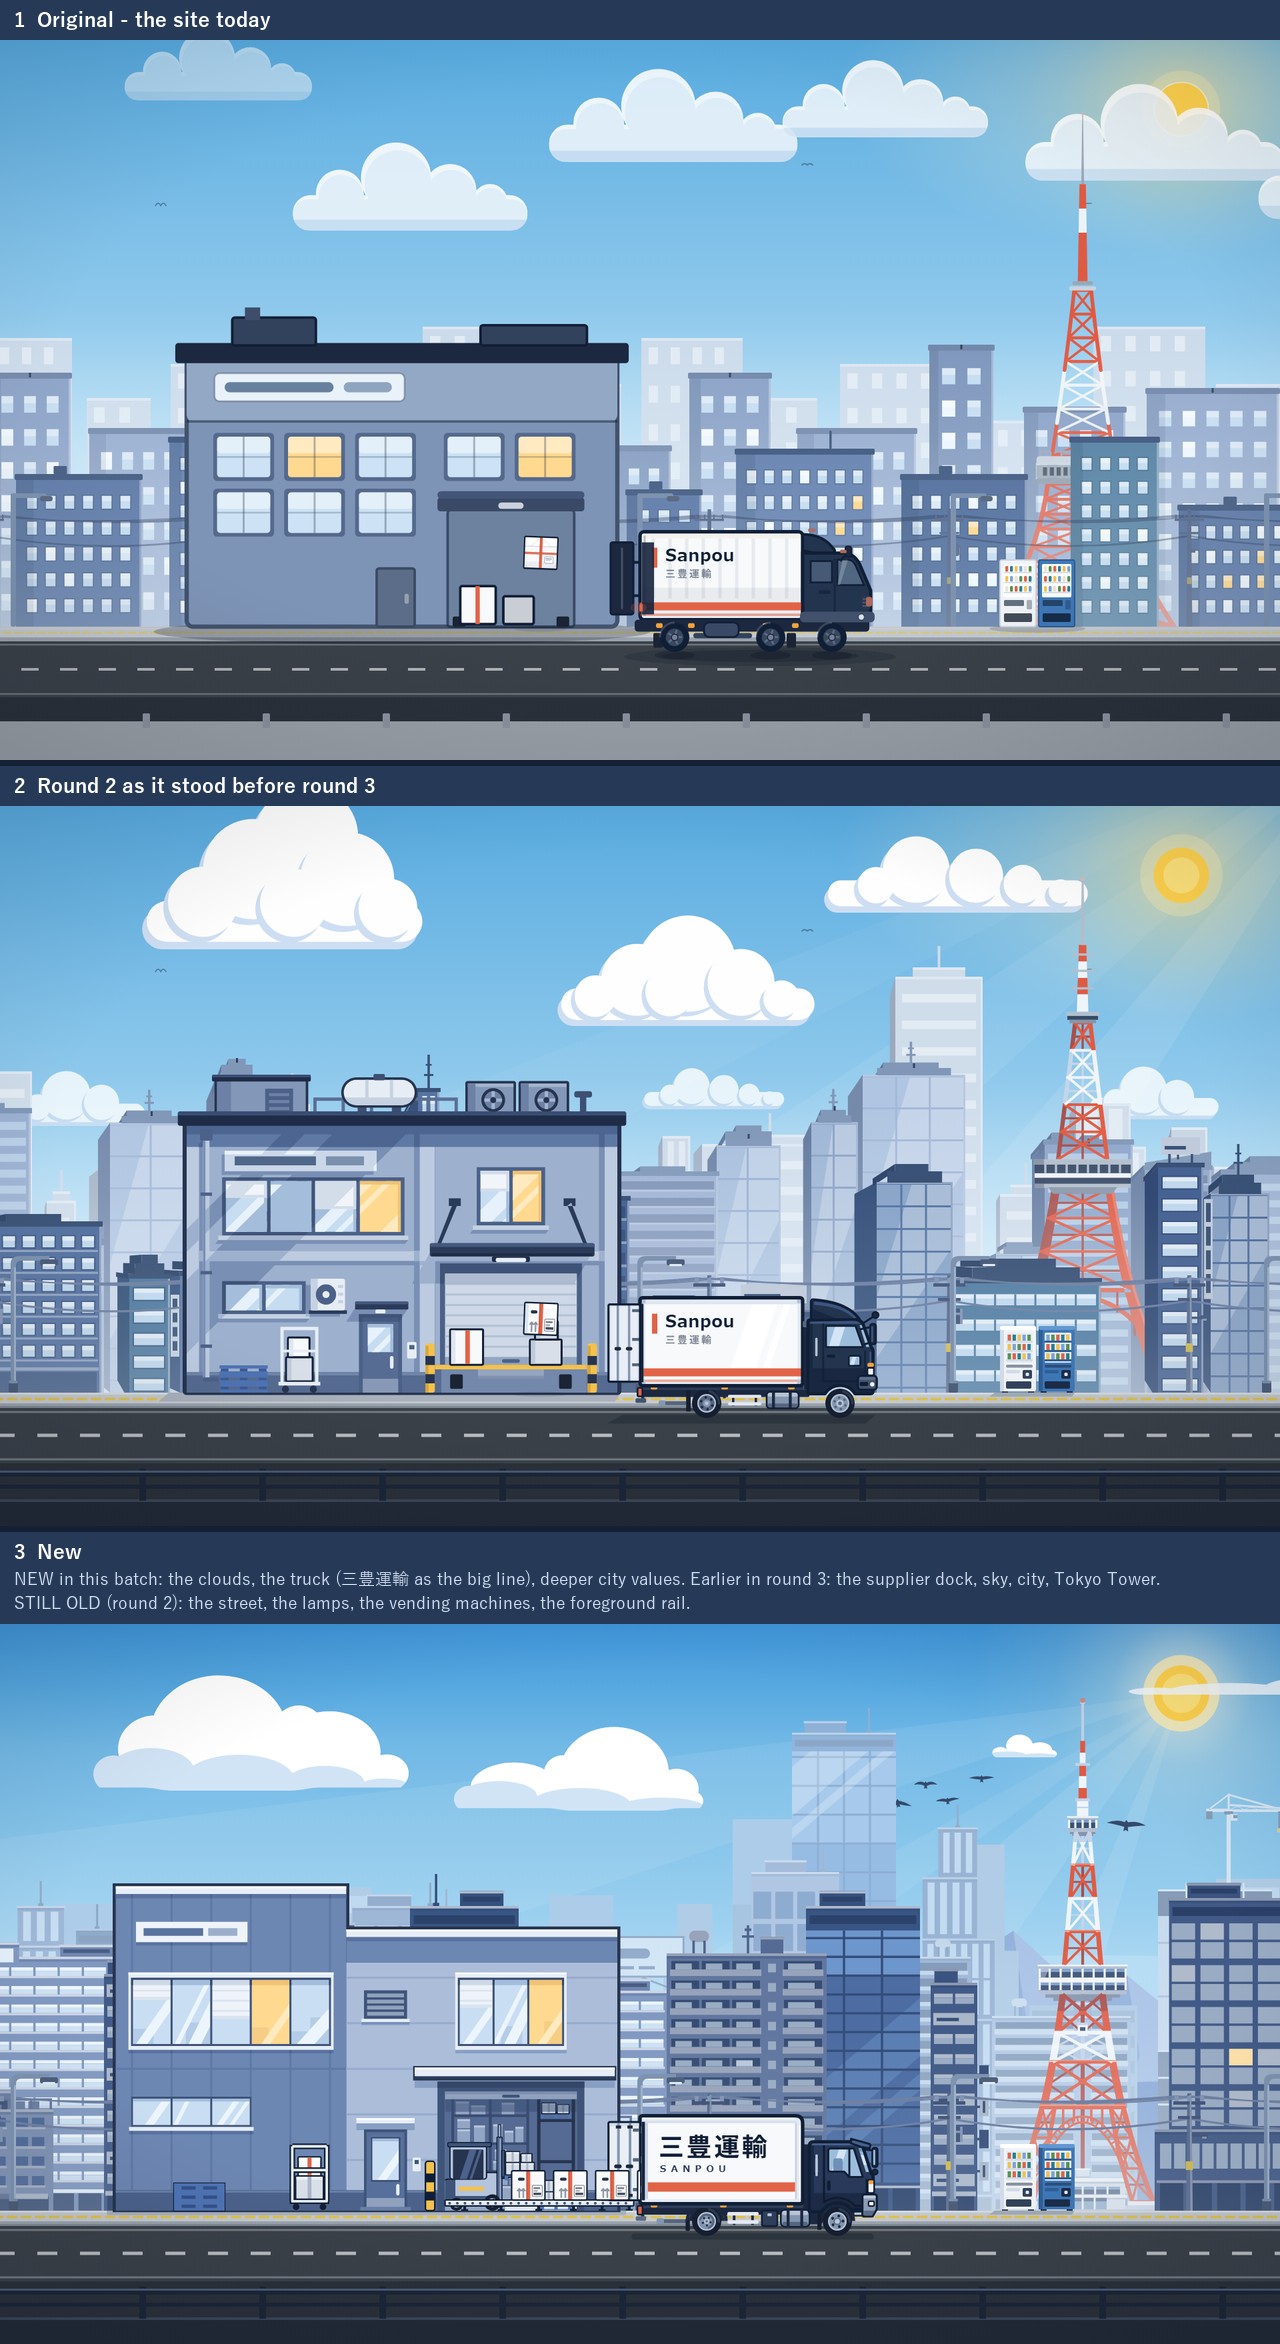 1 Original - the site today
Sanpou
三豊運輸
2 Round 2 as it stood before round 3
Sanpou
三豊運輸
3 New
NEW in this batch: the clouds, the truck (三豊運輸 as the big line), deeper city values. Earlier in round 3: the supplier dock, sky, city, Tokyo Tower.
STILL OLD (round 2): the street, the lamps, the vending machines, the foreground rail.
三豊運輸
SANPOU